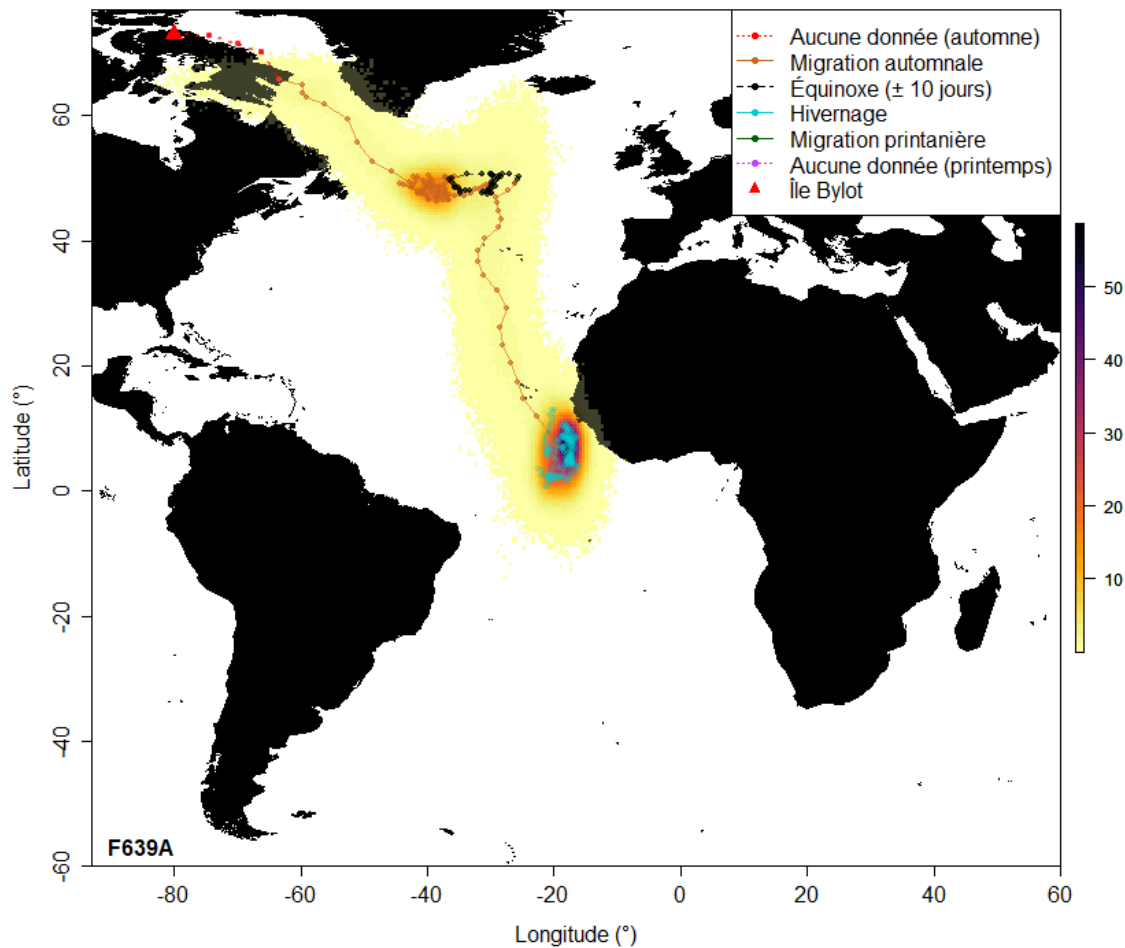 Aucune donnée (automne)
Migration automnale
Équinoxe (± 10 jours)
Hivernage
Migration printanière
Aucune donnée (printemps)
Île Bylot
60
40
20
0
-20
-40
-60
Latitude (°)
50
40
30
20
10
F639A
-80
-60
-40
-20
0
20
40
60
Longitude (°)